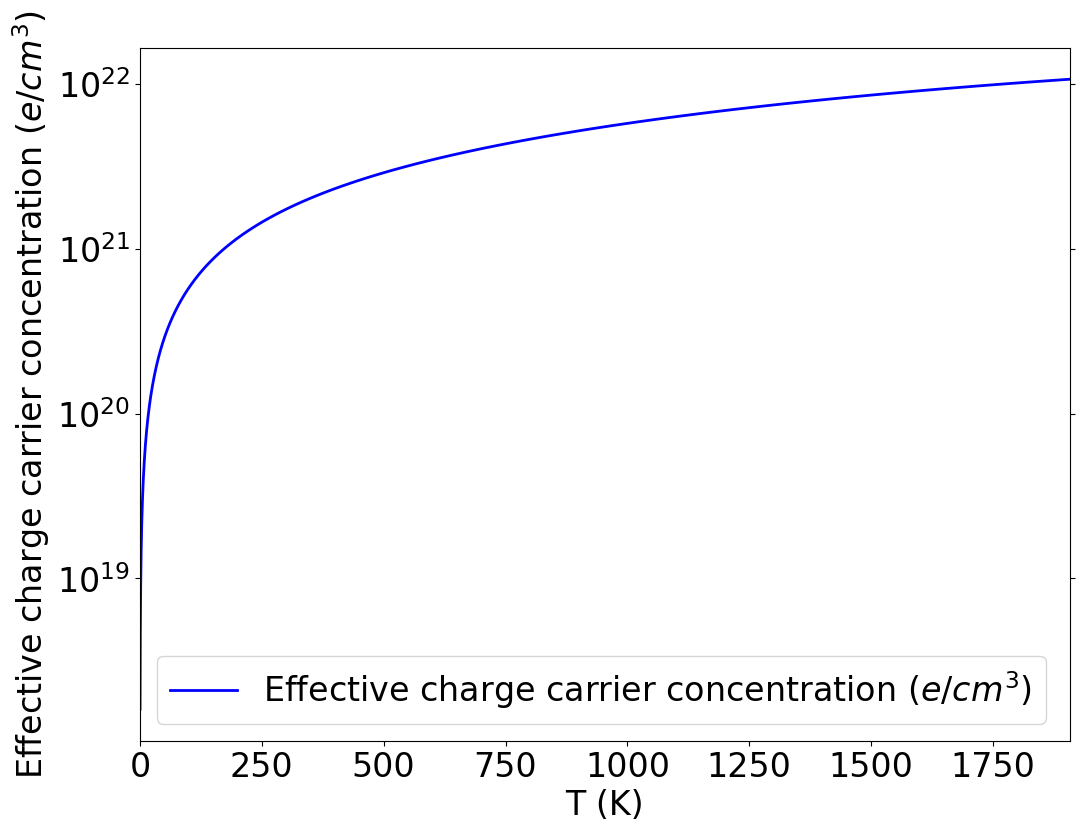 Effective charge carrier concentration (e/cm³)
10²²
10²¹
10²⁰
10¹⁹
Effective charge carrier concentration (e/cm³)
0 250 500 750 1000 1250 1500 1750
T (K)